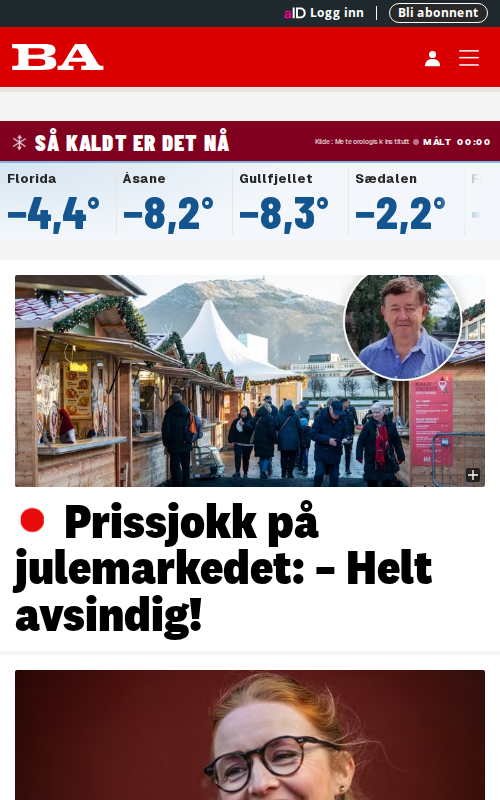 aID Logg inn
Bli abonnent
BA
SÅ KALDT ER DET NÅ
Kilde: Meteorologisk Institutt
MÅLT 00:00
Florida
Åsane
Gullfjellet
Sædalen
−4,4°
−8,2°
−8,3°
−2,2°
Prissjokk på
julemarkedet: – Helt
avsindig!